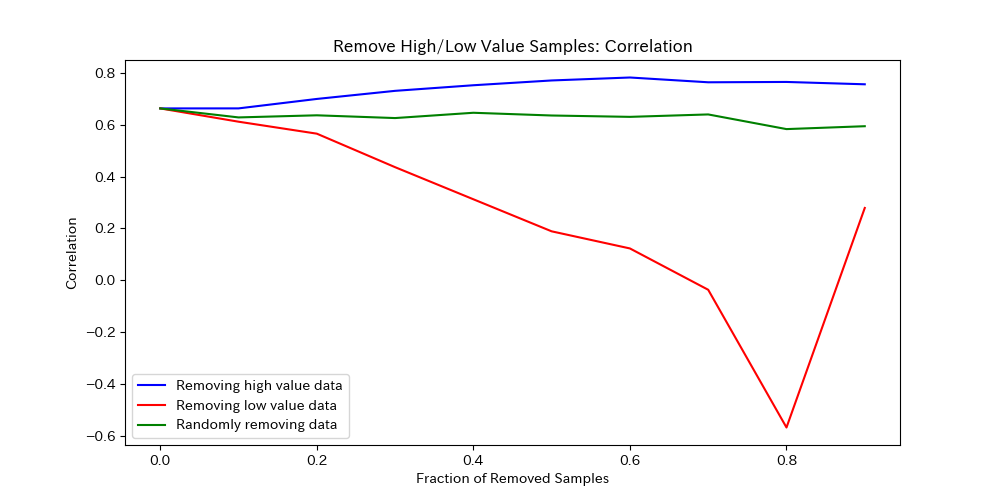 Remove High/Low Value Samples: Correlation
Correlation
0.8
0.6
0.4
0.2
0.0
−0.2
−0.4
−0.6
Removing high value data
Removing low value data
Randomly removing data
0.0 0.2 0.4 0.6 0.8
Fraction of Removed Samples